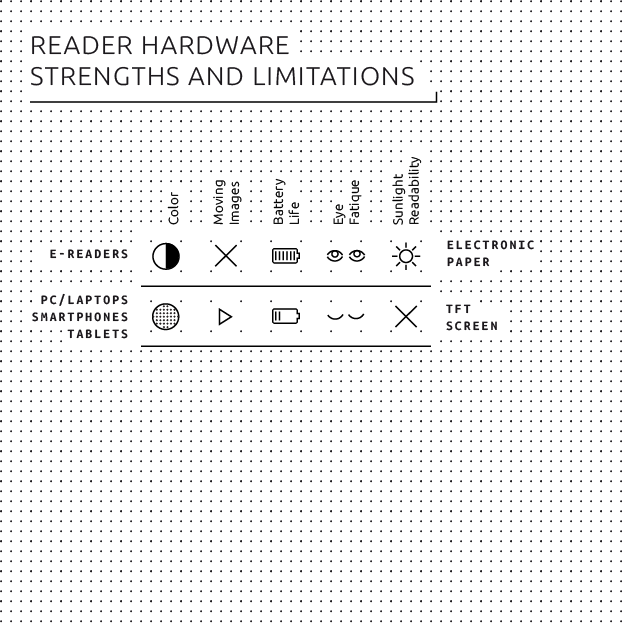 READER HARDWARE
STRENGTHS AND LIMITATIONS
Color
Moving
Images
Battery
Life
Eye
Fatique
Sunlight
Readability
E-READERS
ELECTRONIC
PAPER
PC/LAPTOPS
SMARTPHONES
TABLETS
TFT
SCREEN